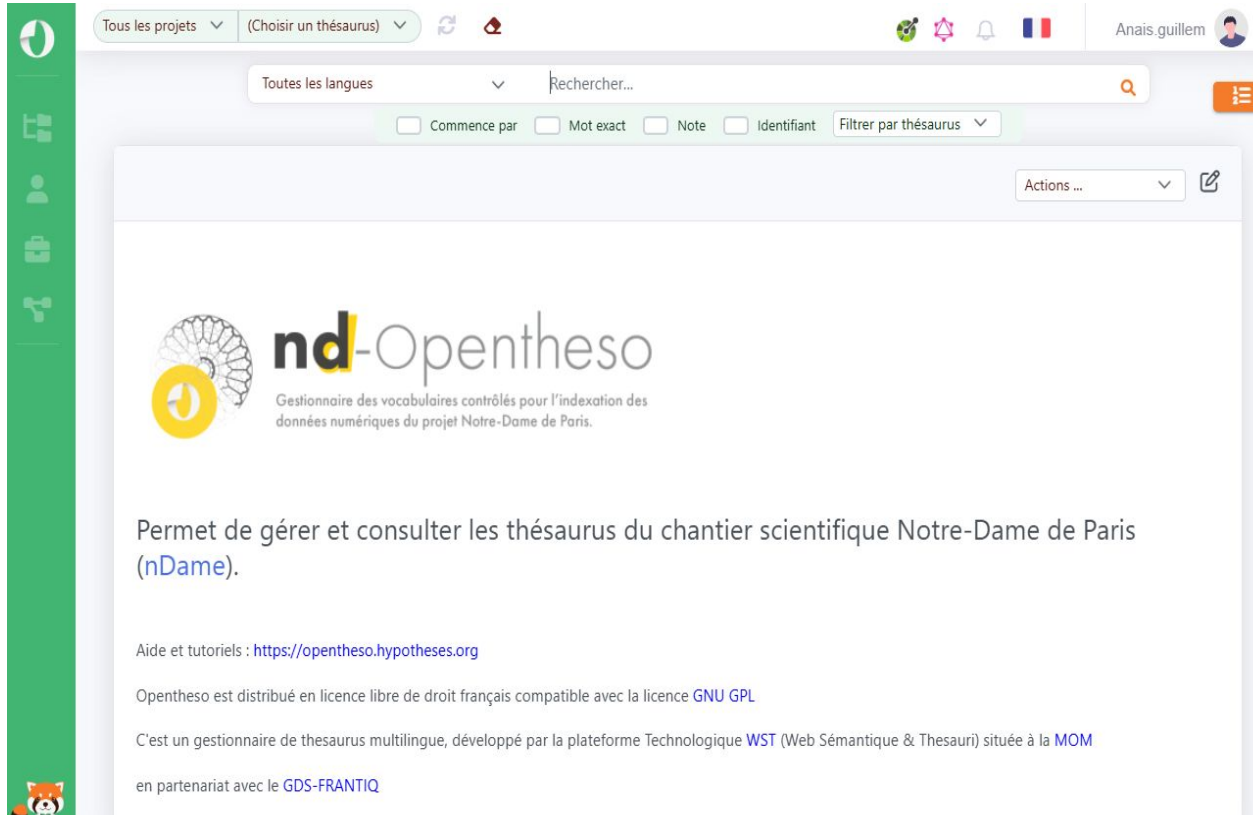 Tous les projets
(Choisir un thésaurus)
Anais.guillem
Toutes les langues
Rechercher...
Commence par
Mot exact
Note
Identifiant
Filtrer par thésaurus
Actions ...
nd-Opentheso
Gestionnaire des vocabulaires contrôlés pour l'indexation des
données numériques du projet Notre-Dame de Paris.
Permet de gérer et consulter les thésaurus du chantier scientifique Notre-Dame de Paris
(nDame).
Aide et tutoriels : https://opentheso.hypotheses.org
Opentheso est distribué en licence libre de droit français compatible avec la licence GNU GPL
C'est un gestionnaire de thesaurus multilingue, développé par la plateforme Technologique WST (Web Sémantique & Thesauri) située à la MOM
en partenariat avec le GDS-FRANTIQ